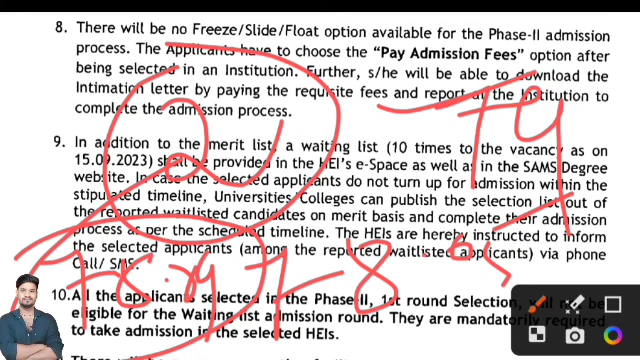 8. There will be no Freeze/Slide/Float option available for the Phase-II admission
process. The Applicants have to choose the “Pay Admission Fees” option after
being selected in an Institution. Further, s/he will be able to download the
Intimation letter by paying the requisite fees and report at the Institution to
complete the admission process.
9. In addition to the merit list, a waiting list (10 times to the vacancy as on
15.09.2023) shall be provided in the HEI's e-Space as well as in the SAMS Degree
website. In case the selected applicants do not turn up for admission within the
stipulated timeline, Universities/Colleges can publish the selection list out of
the reported waitlisted candidates on merit basis and complete their admission
process as per the scheduled timeline. The HEIs are hereby instructed to inform
the selected applicants (among the reported waitlisted applicants) via phone
Call/ SMS.
10. All the applicants selected in the Phase-II, 1st round Selection, will not be
eligible for the Waiting list admission round. They are mandatorily required
to take admission in the selected HEIs.